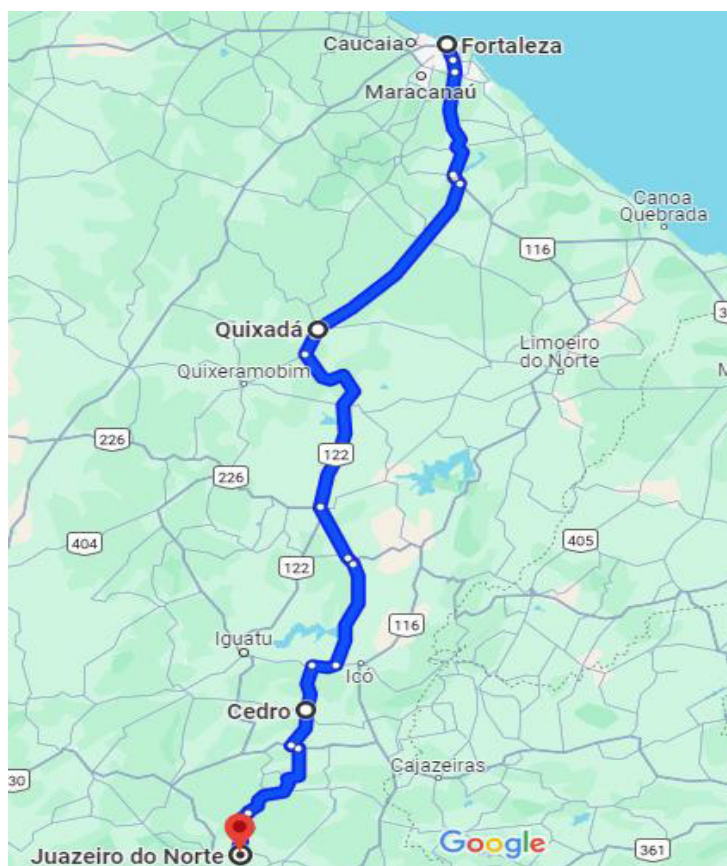 Fortaleza
Caucaia
Maracanaú
Canoa
Quebrada
116
Quixadá
Limoeiro
do Norte
Quixeramobim
226
122
226
404
405
122
116
Iguatu
Icó
Cedro
30
Cajazeiras
Google
Juazeiro do Norte
361